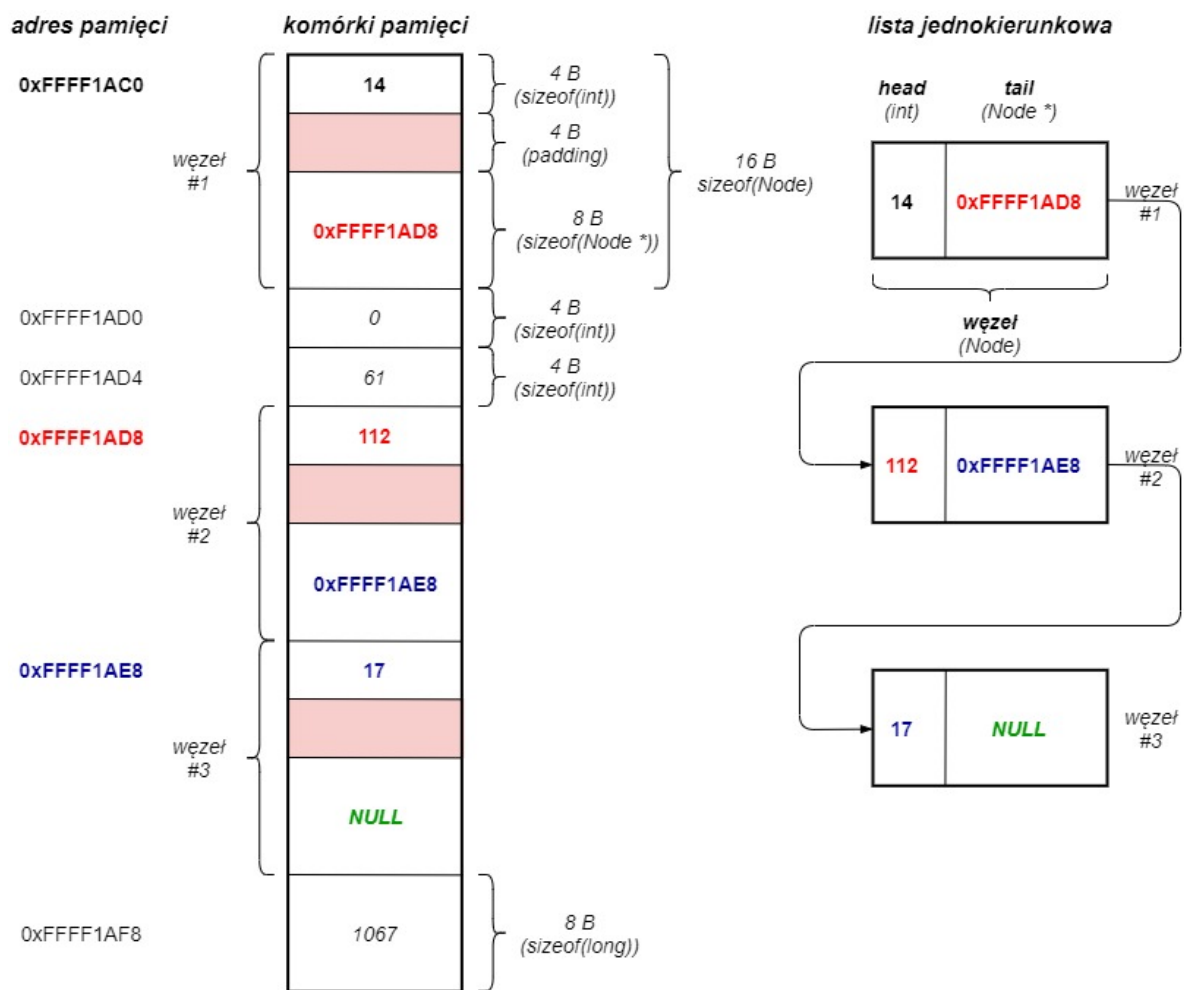 adres pamięci
komórki pamięci
lista jednokierunkowa
0xFFFF1AC0
14
4 B
(sizeof(int))
4 B
(padding)
węzeł
#1
0xFFFF1AD8
8 B
(sizeof(Node *))
16 B
sizeof(Node)
0xFFFF1AD0
0
4 B
(sizeof(int))
0xFFFF1AD4
61
4 B
(sizeof(int))
0xFFFF1AD8
112
węzeł
#2
0xFFFF1AE8
0xFFFF1AE8
17
węzeł
#3
NULL
0xFFFF1AF8
1067
8 B
(sizeof(long))
head
(int)
tail
(Node *)
14
0xFFFF1AD8
węzeł
#1
węzeł
(Node)
112
0xFFFF1AE8
węzeł
#2
17
NULL
węzeł
#3